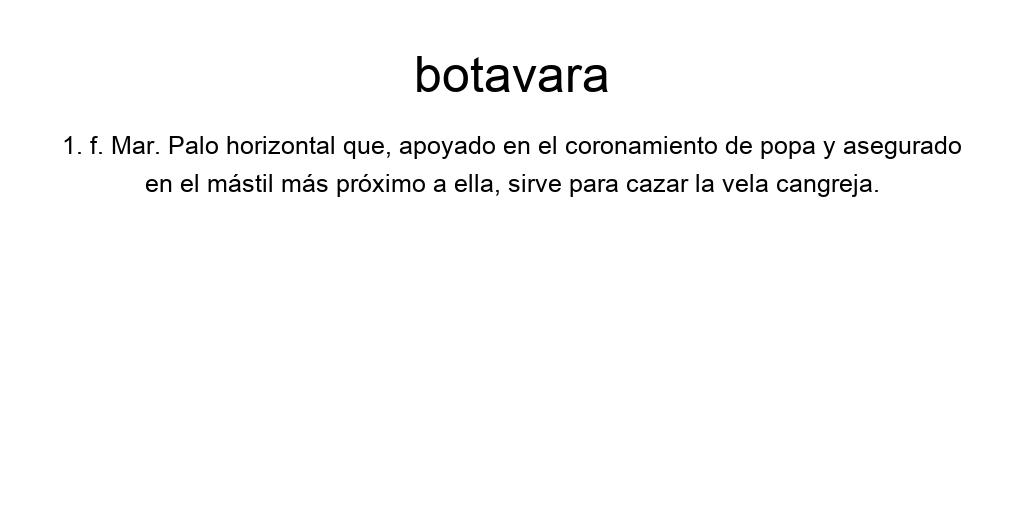 botavara
1. f. Mar. Palo horizontal que, apoyado en el coronamiento de popa y asegurado
en el mástil más próximo a ella, sirve para cazar la vela cangreja.